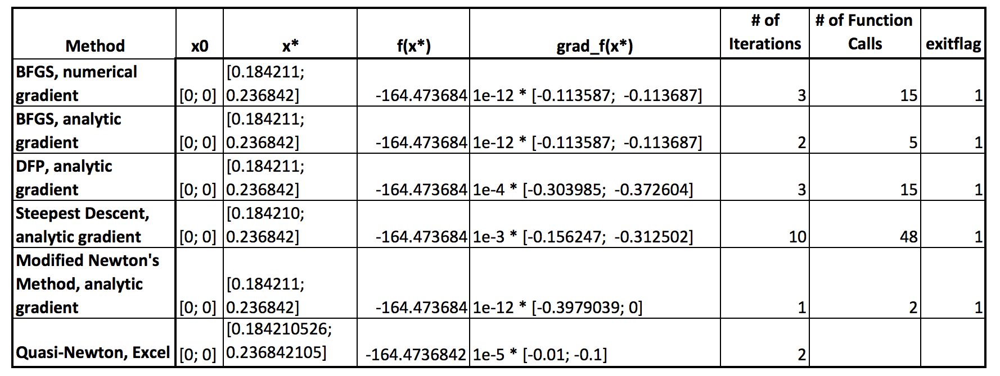 Method x0 x* f(x*) grad_f(x*) # of Iterations # of Function Calls exitflag
BFGS, numerical gradient [0; 0] [0.184211; 0.236842] -164.473684 1e-12 * [-0.113587; -0.113687] 3 15 1
BFGS, analytic gradient [0; 0] [0.184211; 0.236842] -164.473684 1e-12 * [-0.113587; -0.113687] 2 5 1
DFP, analytic gradient [0; 0] [0.184211; 0.236842] -164.473684 1e-4 * [-0.303985; -0.372604] 3 15 1
Steepest Descent, analytic gradient [0; 0] [0.184210; 0.236842] -164.473684 1e-3 * [-0.156247; -0.312502] 10 48 1
Modified Newton's Method, analytic gradient [0; 0] [0.184211; 0.236842] -164.473684 1e-12 * [-0.3979039; 0] 1 2 1
Quasi-Newton, Excel [0; 0] [0.184210526; 0.236842105] -164.4736842 1e-5 * [-0.01; -0.1] 2